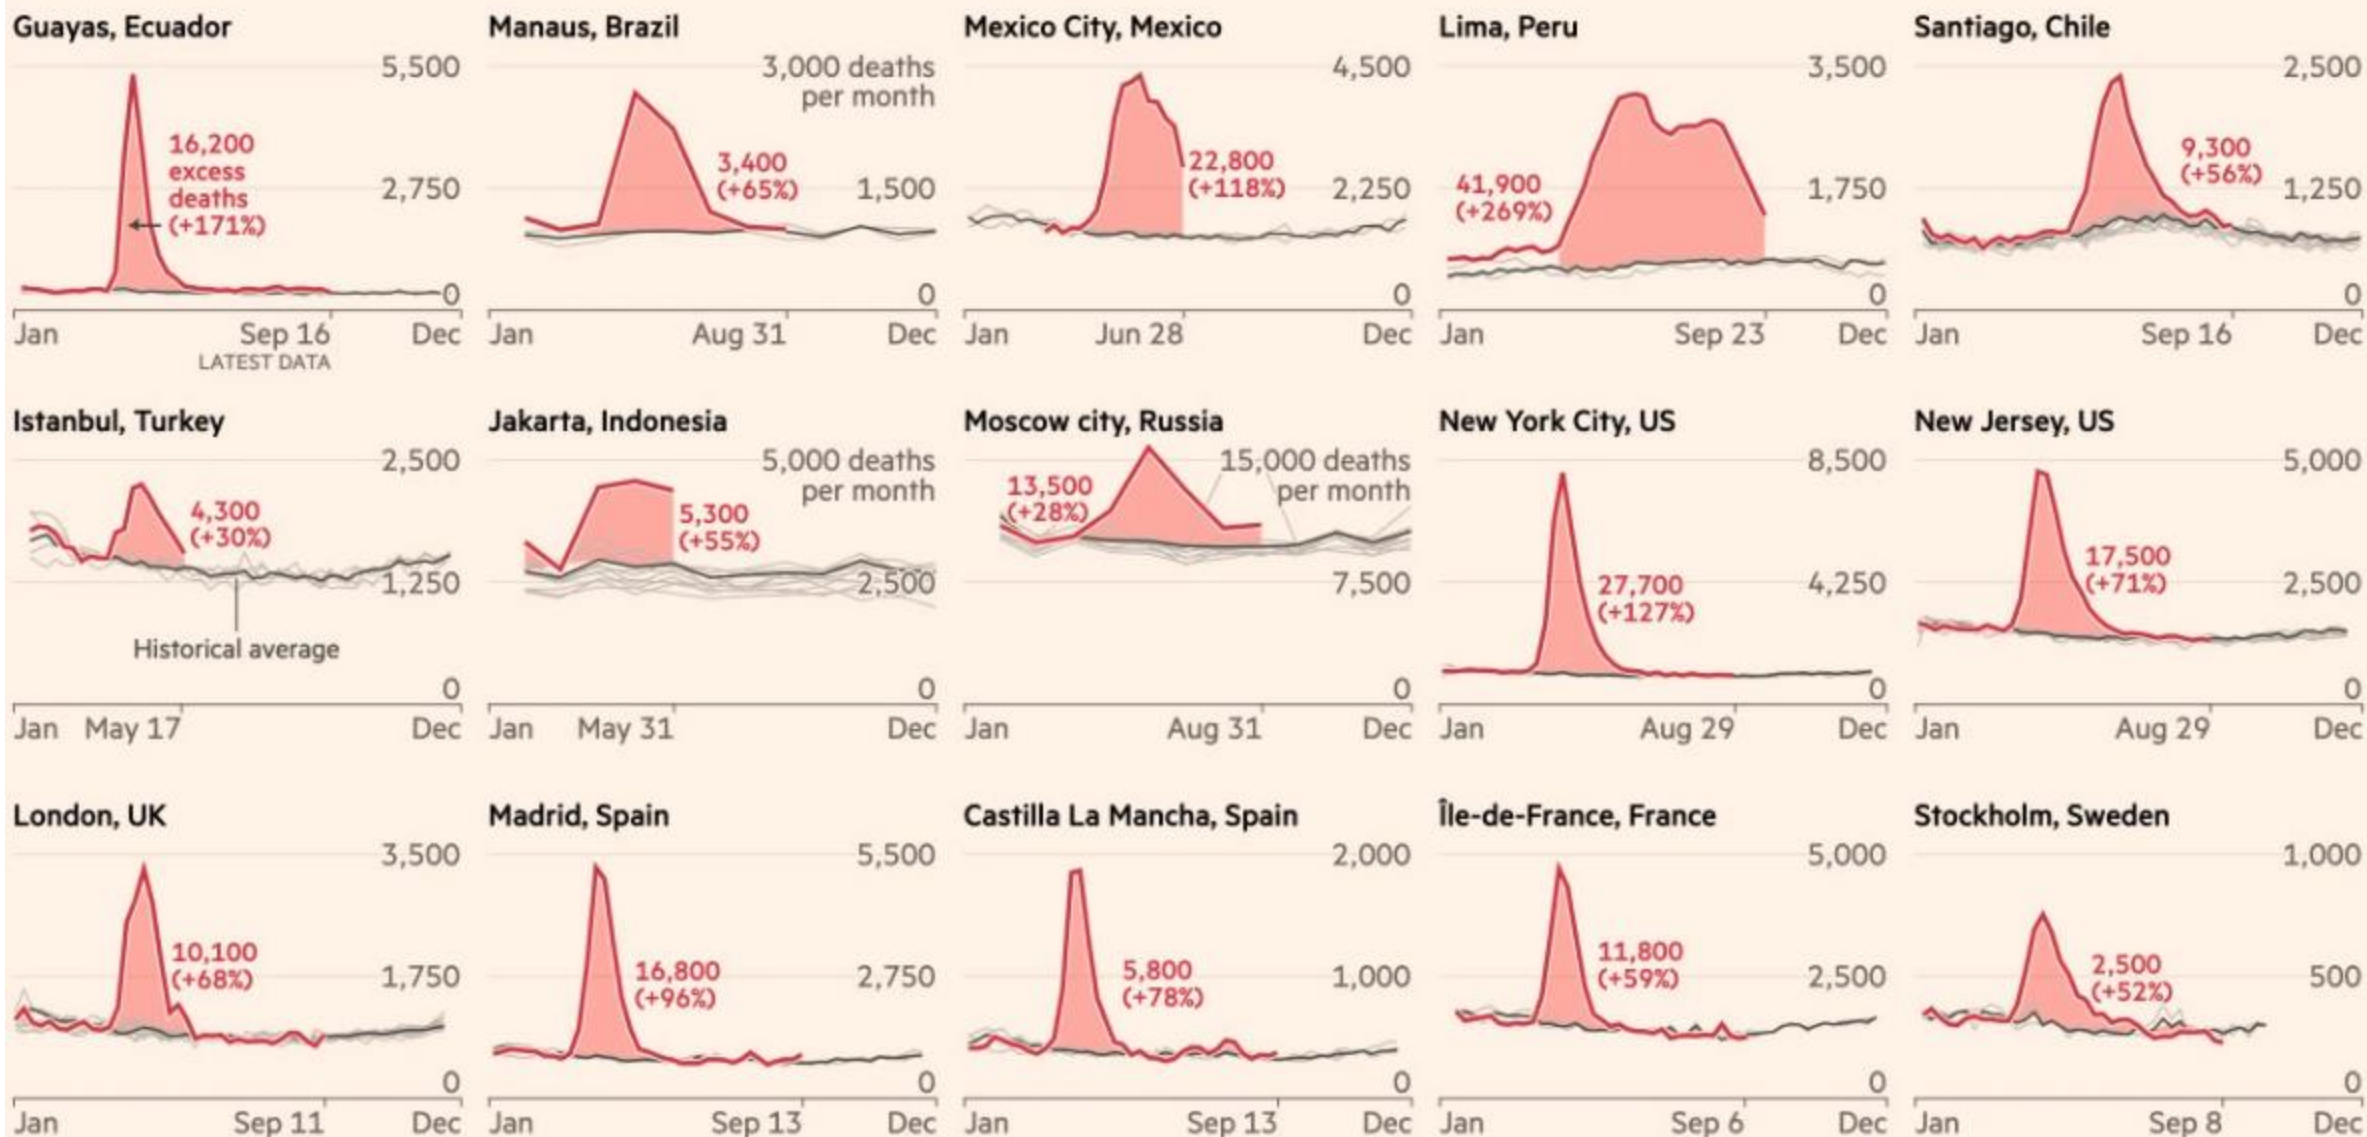 Guayas, Ecuador
5,500
16,200
excess
deaths
(+171%)
2,750
0
Jan
Sep 16
Dec
LATEST DATA
Manaus, Brazil
3,000 deaths
per month
3,400
(+65%)
1,500
0
Jan
Aug 31
Dec
Mexico City, Mexico
4,500
22,800
(+118%)
2,250
0
Jan
Jun 28
Dec
Lima, Peru
3,500
41,900
(+269%)
1,750
0
Jan
Sep 23
Dec
Santiago, Chile
2,500
9,300
(+56%)
1,250
0
Jan
Sep 16
Dec
Istanbul, Turkey
2,500
4,300
(+30%)
1,250
Historical average
0
Jan
May 17
Dec
Jakarta, Indonesia
5,000 deaths
per month
5,300
(+55%)
2,500
0
Jan
May 31
Dec
Moscow city, Russia
15,000 deaths
per month
13,500
(+28%)
7,500
0
Jan
Aug 31
Dec
New York City, US
8,500
27,700
(+127%)
4,250
0
Jan
Aug 29
Dec
New Jersey, US
5,000
17,500
(+71%)
2,500
0
Jan
Aug 29
Dec
London, UK
3,500
10,100
(+68%)
1,750
0
Jan
Sep 11
Dec
Madrid, Spain
5,500
16,800
(+96%)
2,750
0
Jan
Sep 13
Dec
Castilla La Mancha, Spain
2,000
5,800
(+78%)
1,000
0
Jan
Sep 13
Dec
Île-de-France, France
5,000
11,800
(+59%)
2,500
0
Jan
Sep 6
Dec
Stockholm, Sweden
1,000
2,500
(+52%)
500
0
Jan
Sep 8
Dec